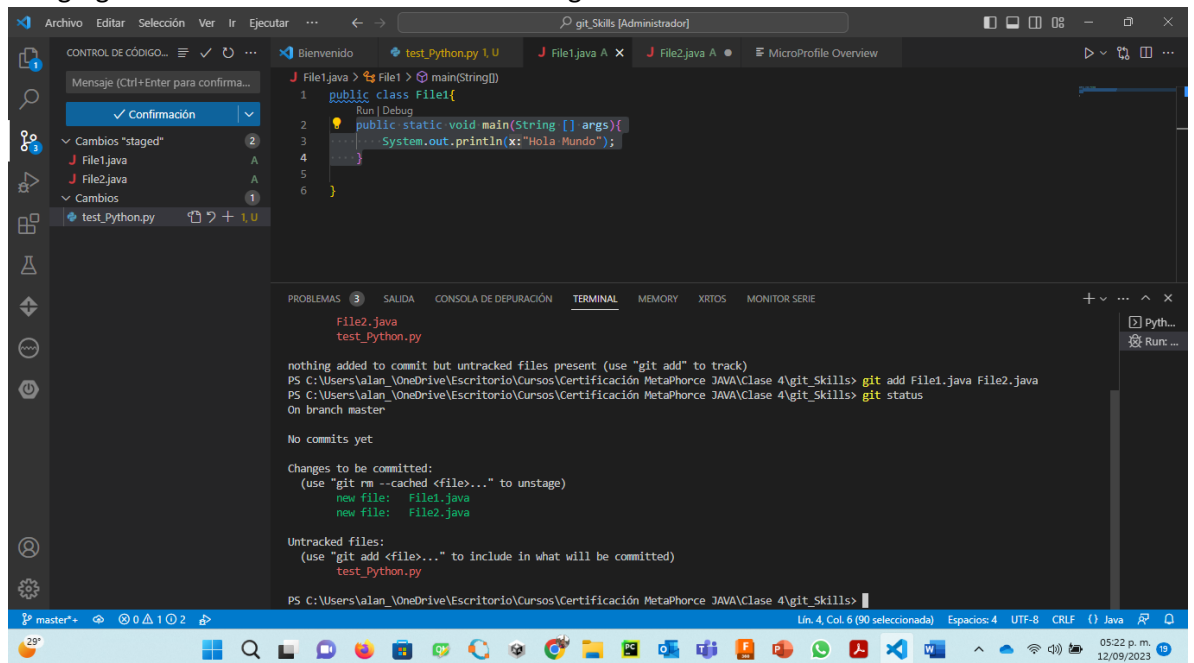 Archivo Editar Selección Ver Ir Ejecutar ··· git_Skills [Administrador]
CONTROL DE CÓDIGO...
Mensaje (Ctrl+Enter para confirma...
Confirmación
Cambios "staged" 2
File1.java A
File2.java A
Cambios 1
test_Python.py 1, U
1
3
Bienvenido test_Python.py 1, U File1.java A File2.java A MicroProfile Overview
File1.java > File1 > main(String[])
1 public class File1{
Run | Debug
2 public static void main(String [] args){
3 System.out.println(x:"Hola Mundo");
4 }
5
6 }
PROBLEMAS 3 SALIDA CONSOLA DE DEPURACIÓN TERMINAL MEMORY XRTOS MONITOR SERIE
Pyth...
Run: ...
File2.java
test_Python.py
nothing added to commit but untracked files present (use "git add" to track)
PS C:\Users\alan_\OneDrive\Escritorio\Cursos\Certificación MetaPhorce JAVA\Clase 4\git_Skills> git add File1.java File2.java
PS C:\Users\alan_\OneDrive\Escritorio\Cursos\Certificación MetaPhorce JAVA\Clase 4\git_Skills> git status
On branch master
No commits yet
Changes to be committed:
(use "git rm --cached <file>..." to unstage)
new file: File1.java
new file: File2.java
Untracked files:
(use "git add <file>..." to include in what will be committed)
test_Python.py
PS C:\Users\alan_\OneDrive\Escritorio\Cursos\Certificación MetaPhorce JAVA\Clase 4\git_Skills>
master*+ 0 1 2 Lín. 4, Col. 6 (90 seleccionada) Espacios: 4 UTF-8 CRLF {} Java
29°
05:22 p. m.
12/09/2023 19